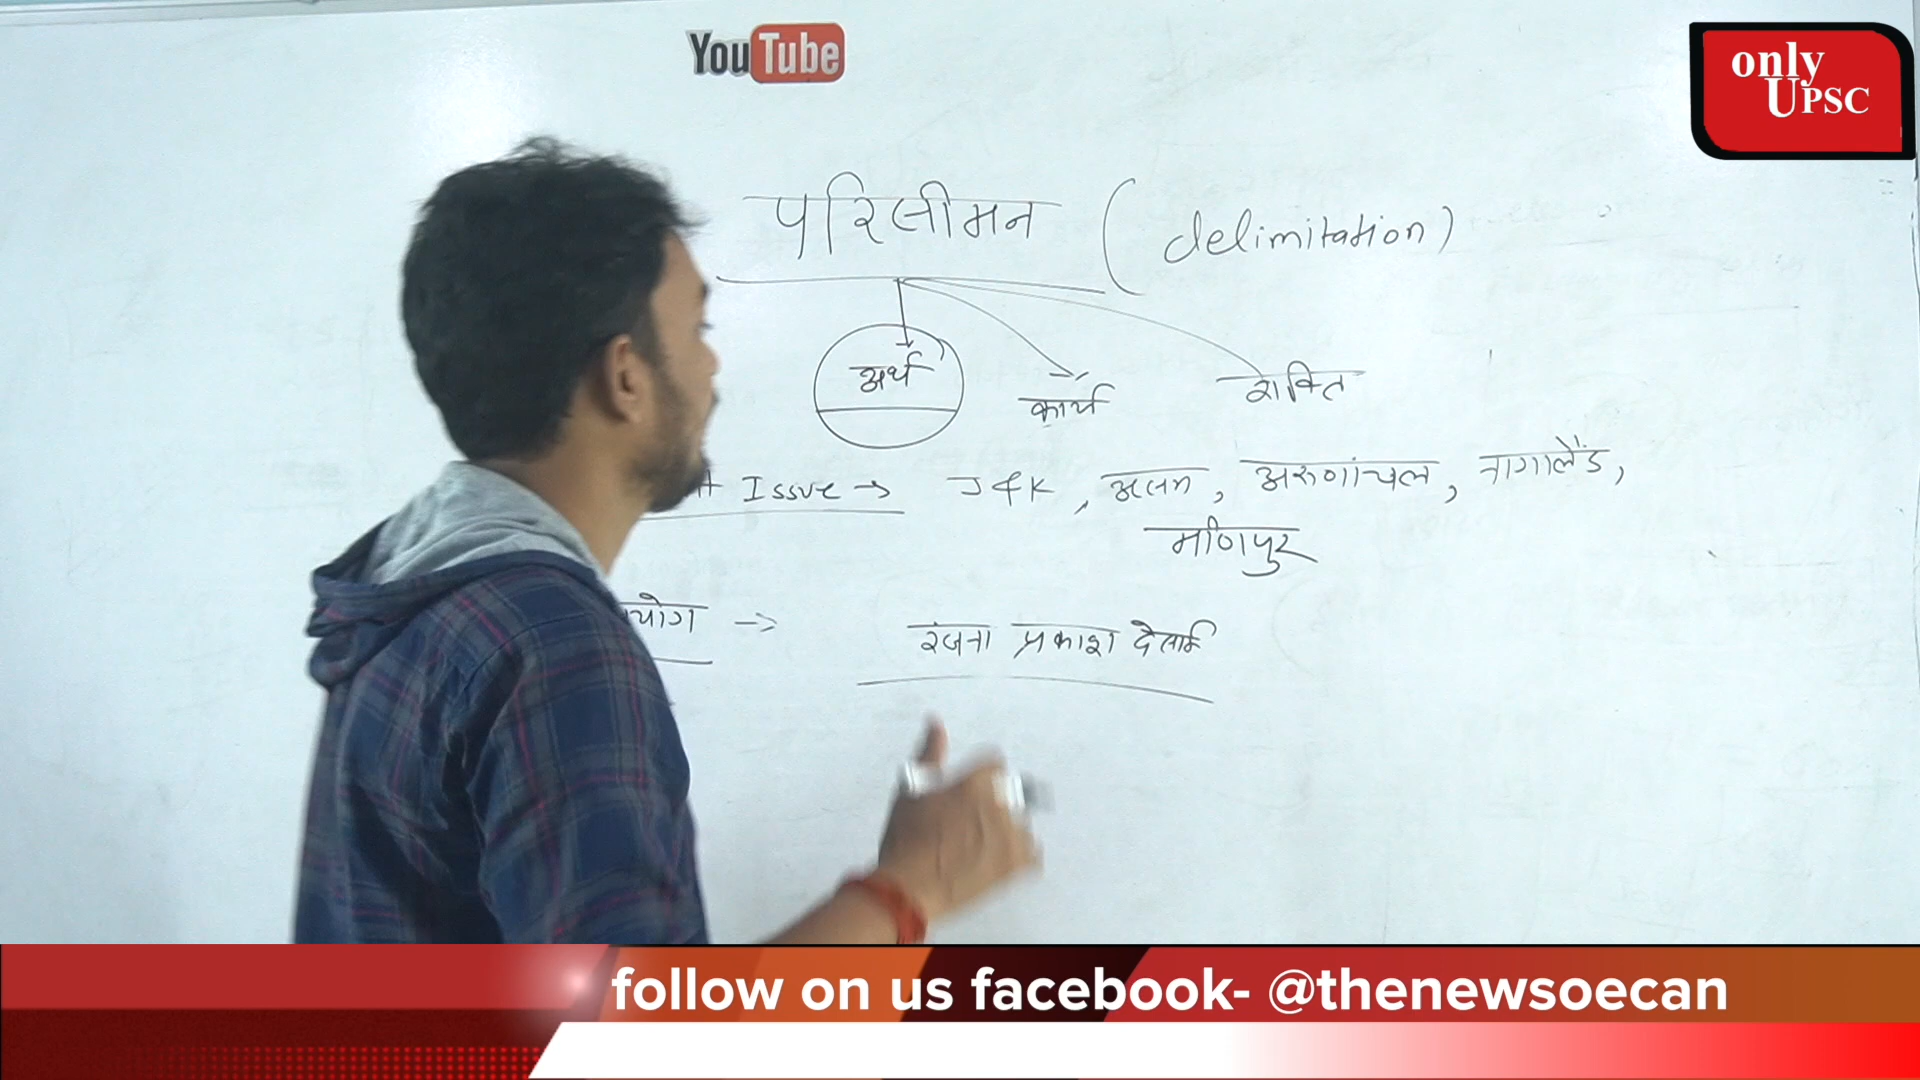 YouTube
only
UPSC
परिसीमन (delimitation)
अर्थ
कार्य
शक्ति
Issue → J&K, असम, अरुणांचल, नागालैंड,
मणिपुर
योग → रंजना प्रकाश देसाई
follow on us facebook- @thenewsoecan